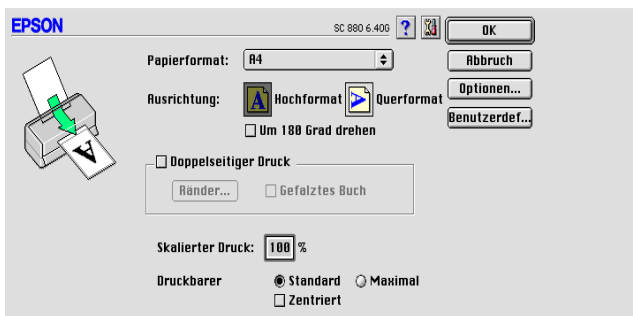 EPSON SC 880 6.40G ? OK
Papierformat: A4 Abbruch
Ausrichtung: A Hochformat A Querformat Optionen...
Um 180 Grad drehen Benutzerdef...
Doppelseitiger Druck
Ränder... Gefalztes Buch
Skalierter Druck: 100 %
Druckbarer Standard Maximal
Zentriert
A